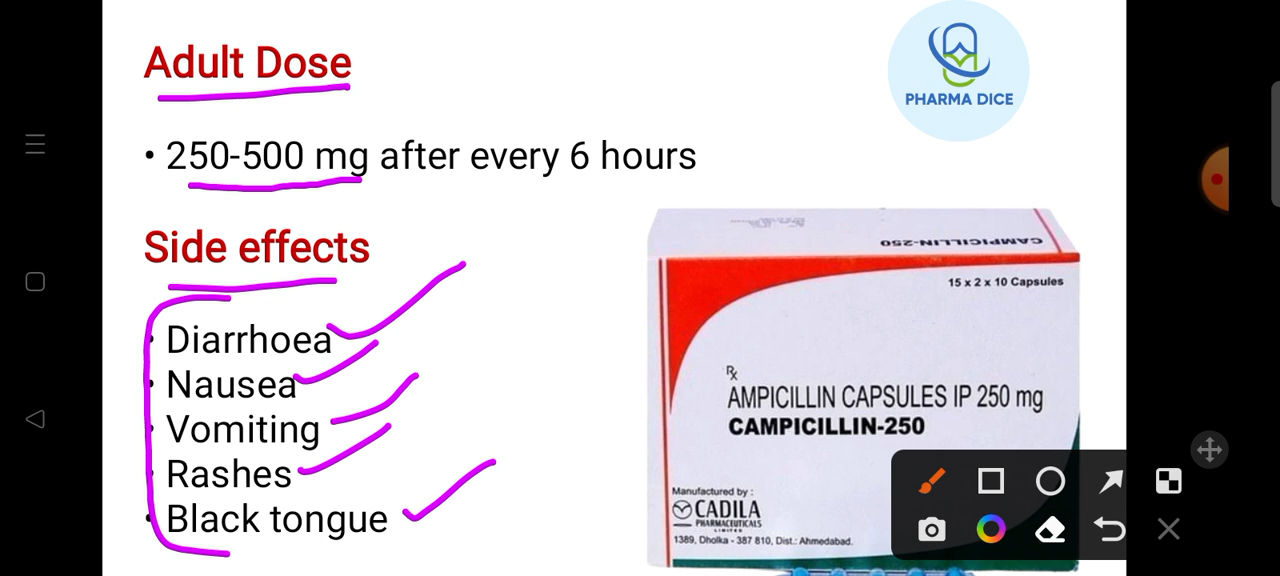 Adult Dose
PHARMA DICE
• 250-500 mg after every 6 hours
Side effects
• Diarrhoea
• Nausea
• Vomiting
• Rashes
• Black tongue
CAMPICILLIN-250
15 x 2 x 10 Capsules
Rx
AMPICILLIN CAPSULES IP 250 mg
CAMPICILLIN-250
Manufactured by :
CADILA
PHARMACEUTICALS
LIMITED
1389, Dholka - 387 810, Dist.: Ahmedabad.